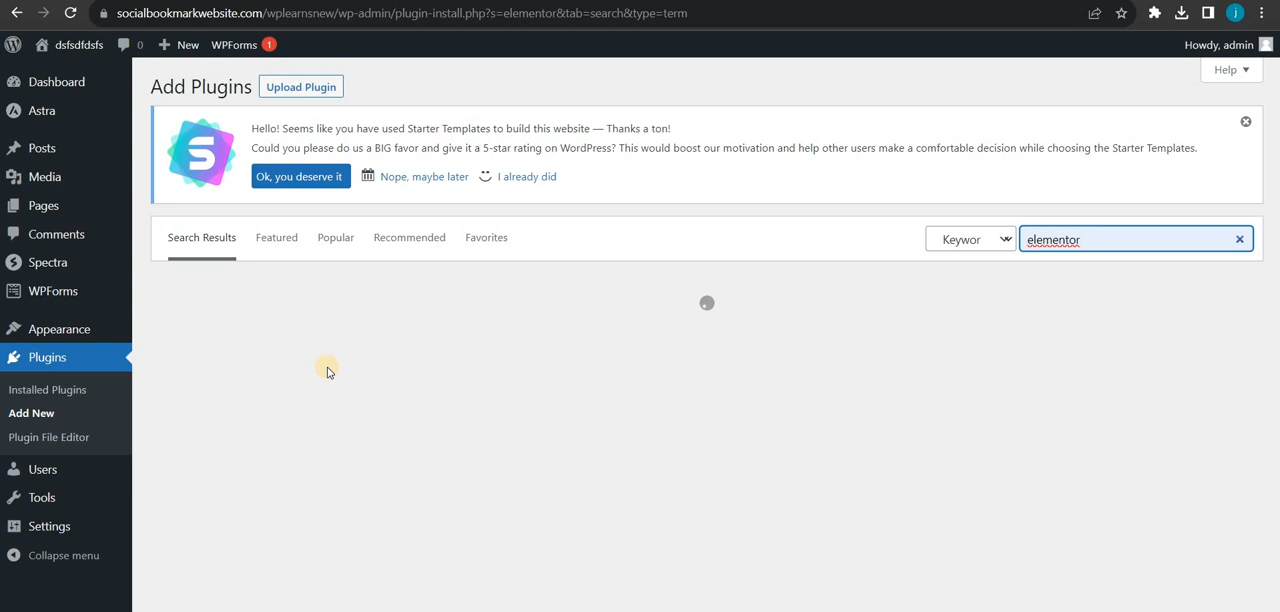 socialbookmarkwebsite.com/wplearnsnew/wp-admin/plugin-install.php?s=elementor&tab=search&type=term
j
dsfsdfdsfs
0
New
WPForms 1
Howdy, admin
Dashboard
Astra
Posts
Media
Pages
Comments
Spectra
WPForms
Appearance
Plugins
Installed Plugins
Add New
Plugin File Editor
Users
Tools
Settings
Collapse menu
Help
Add Plugins
Upload Plugin
S
Hello! Seems like you have used Starter Templates to build this website — Thanks a ton!
Could you please do us a BIG favor and give it a 5-star rating on WordPress? This would boost our motivation and help other users make a comfortable decision while choosing the Starter Templates.
Ok, you deserve it
Nope, maybe later
I already did
Search Results
Featured
Popular
Recommended
Favorites
Keywor
elementor